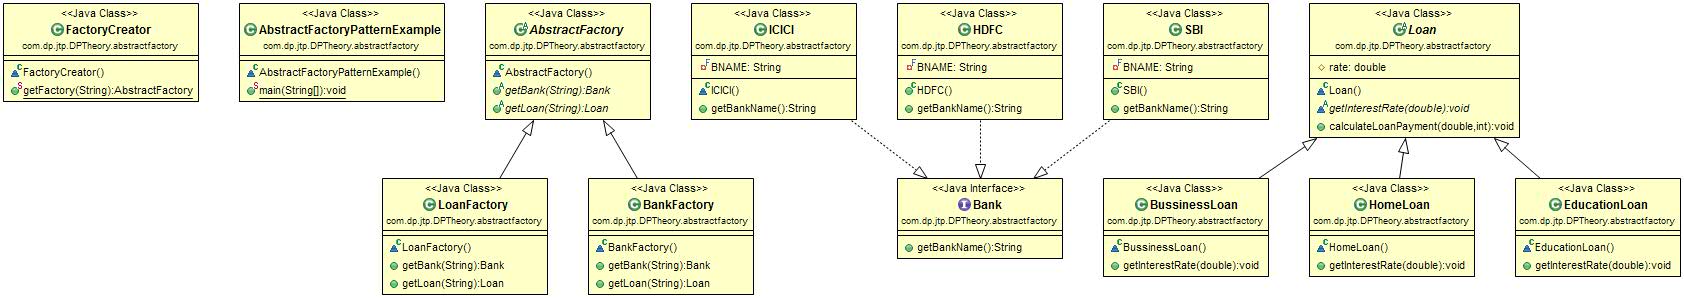 <<Java Class>>
FactoryCreator
com.dp.jtp.DPTheory.abstractfactory
FactoryCreator()
getFactory(String):AbstractFactory
<<Java Class>>
AbstractFactoryPatternExample
com.dp.jtp.DPTheory.abstractfactory
AbstractFactoryPatternExample()
main(String[]):void
<<Java Class>>
AbstractFactory
com.dp.jtp.DPTheory.abstractfactory
AbstractFactory()
getBank(String):Bank
getLoan(String):Loan
<<Java Class>>
ICICI
com.dp.jtp.DPTheory.abstractfactory
BNAME: String
ICICI()
getBankName():String
<<Java Class>>
HDFC
com.dp.jtp.DPTheory.abstractfactory
BNAME: String
HDFC()
getBankName():String
<<Java Class>>
SBI
com.dp.jtp.DPTheory.abstractfactory
BNAME: String
SBI()
getBankName():String
<<Java Class>>
Loan
com.dp.jtp.DPTheory.abstractfactory
rate: double
Loan()
getInterestRate(double):void
calculateLoanPayment(double,int):void
<<Java Class>>
LoanFactory
com.dp.jtp.DPTheory.abstractfactory
LoanFactory()
getBank(String):Bank
getLoan(String):Loan
<<Java Class>>
BankFactory
com.dp.jtp.DPTheory.abstractfactory
BankFactory()
getBank(String):Bank
getLoan(String):Loan
<<Java Interface>>
Bank
com.dp.jtp.DPTheory.abstractfactory
getBankName():String
<<Java Class>>
BussinessLoan
com.dp.jtp.DPTheory.abstractfactory
BussinessLoan()
getInterestRate(double):void
<<Java Class>>
HomeLoan
com.dp.jtp.DPTheory.abstractfactory
HomeLoan()
getInterestRate(double):void
<<Java Class>>
EducationLoan
com.dp.jtp.DPTheory.abstractfactory
EducationLoan()
getInterestRate(double):void